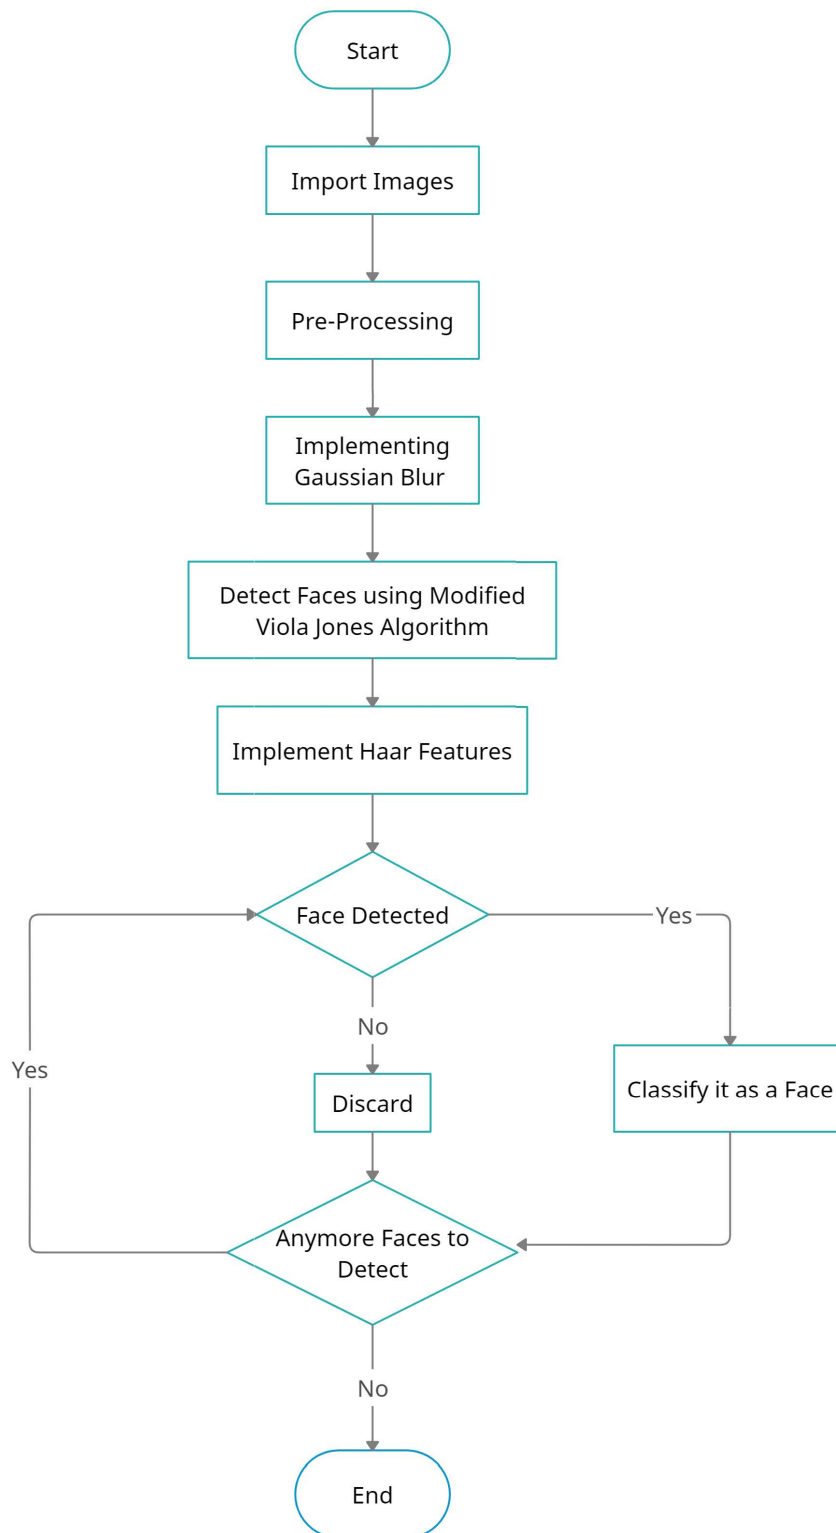 Start
Import Images
Pre-Processing
Implementing
Gaussian Blur
Detect Faces using Modified
Viola Jones Algorithm
Implement Haar Features
Face Detected
Yes
No
Yes
Classify it as a Face
Discard
Anymore Faces to
Detect
No
End